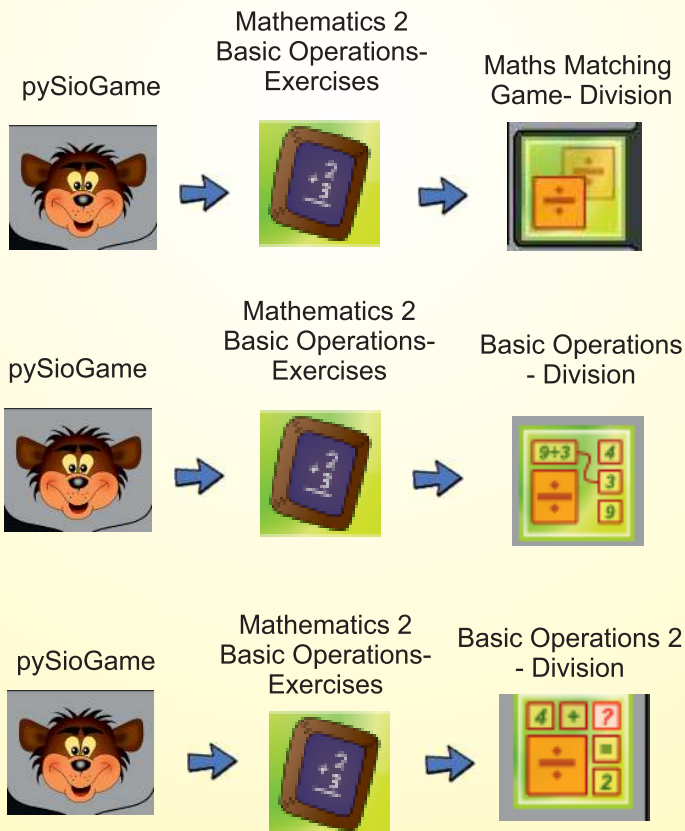 Mathematics 2
Basic Operations-
Exercises
pySioGame
Maths Matching
Game- Division
Mathematics 2
Basic Operations-
Exercises
pySioGame
Basic Operations
- Division
9÷3
4
3
9
Mathematics 2
Basic Operations-
Exercises
pySioGame
Basic Operations 2
- Division
4 ÷ ?
=
2